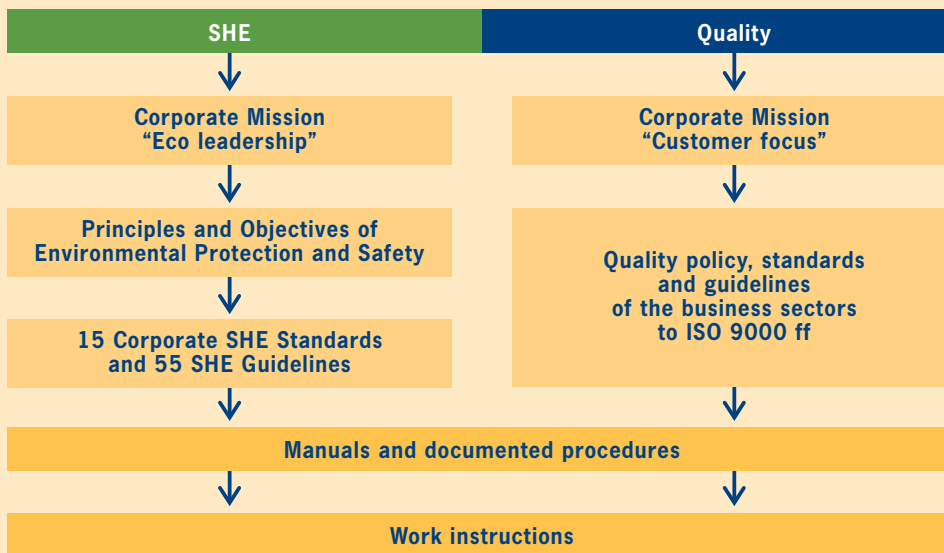 SHE
Quality
Corporate Mission
“Eco leadership”
Corporate Mission
“Customer focus”
Principles and Objectives of
Environmental Protection and Safety
Quality policy, standards
and guidelines
of the business sectors
to ISO 9000 ff
15 Corporate SHE Standards
and 55 SHE Guidelines
Manuals and documented procedures
Work instructions